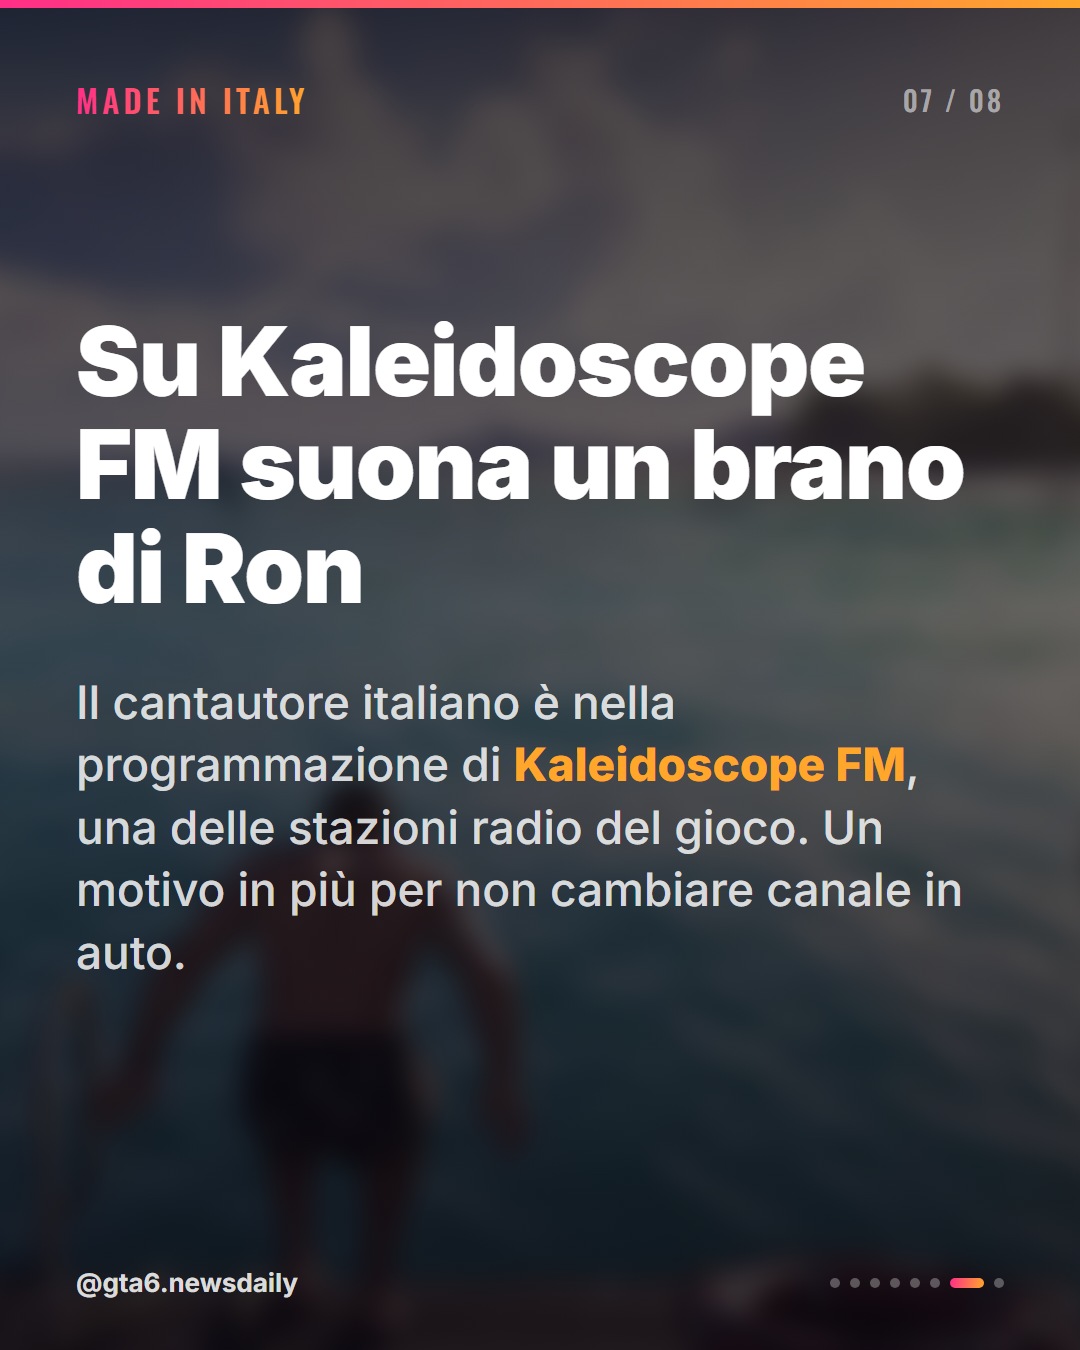 MADE IN ITALY
07 / 08
Su Kaleidoscope
FM suona un brano
di Ron
Il cantautore italiano è nella
programmazione di Kaleidoscope FM,
una delle stazioni radio del gioco. Un
motivo in più per non cambiare canale in
auto.
@gta6.newsdaily